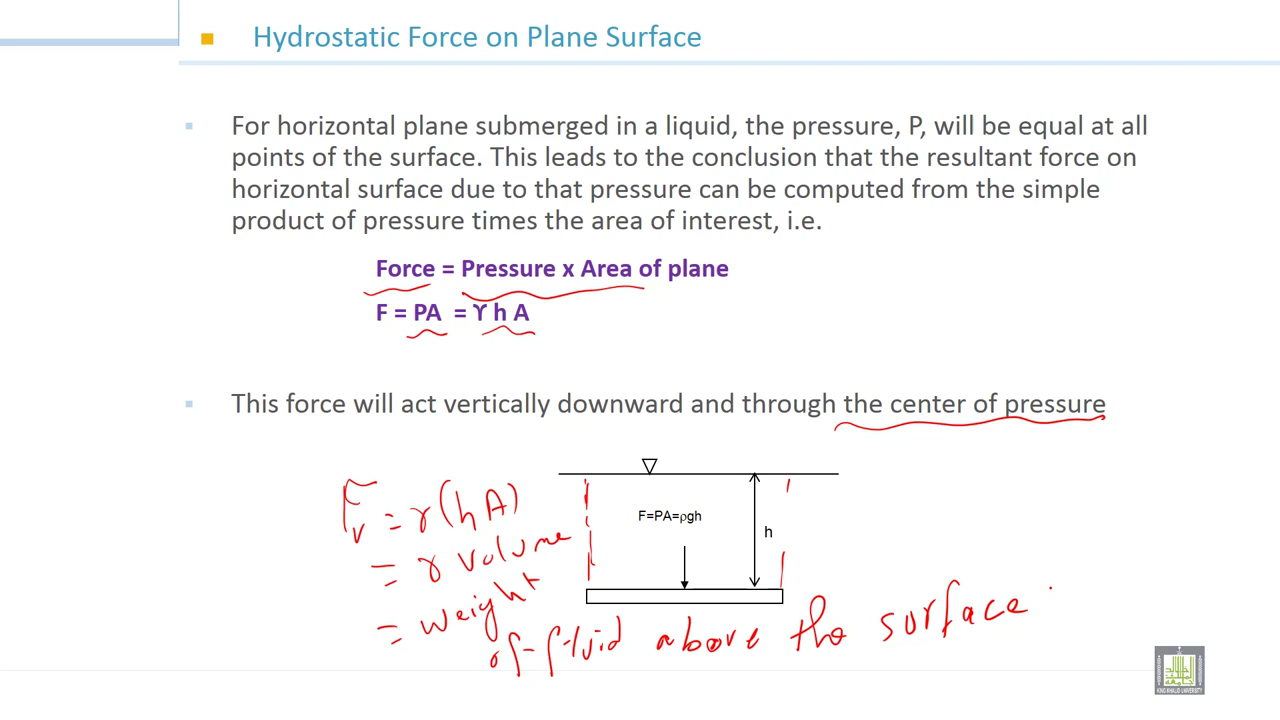 Hydrostatic Force on Plane Surface
For horizontal plane submerged in a liquid, the pressure, P, will be equal at all
points of the surface. This leads to the conclusion that the resultant force on
horizontal surface due to that pressure can be computed from the simple
product of pressure times the area of interest, i.e.
Force = Pressure x Area of plane
F = PA = ϒ h A
This force will act vertically downward and through the center of pressure
F=PA=ρgh
h
Fv = γ(hA)
= γ volume
= weight
of fluid above the surface
KING KHALID UNIVERSITY